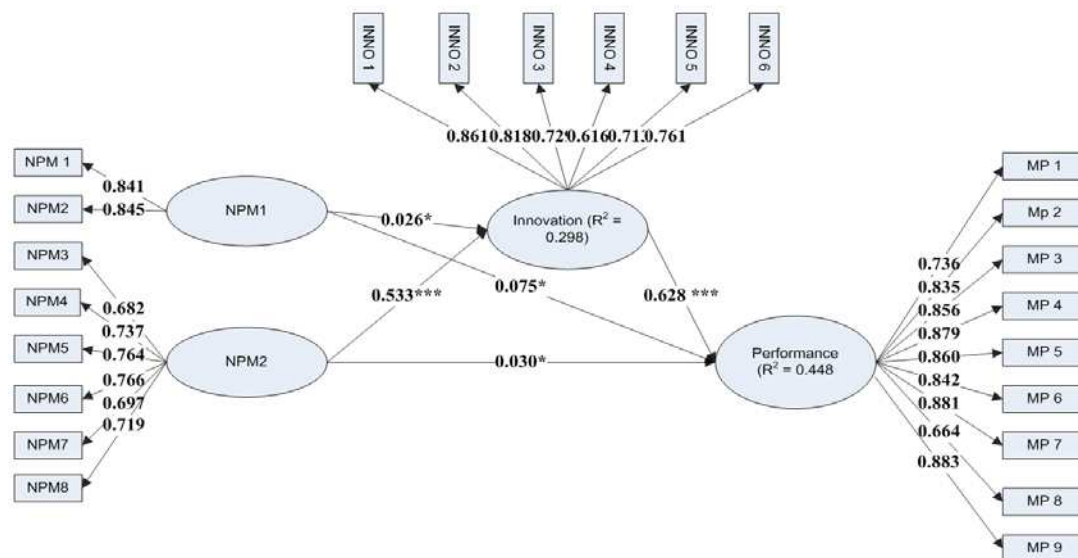 INNO 1
INNO 2
INNO 3
INNO 4
INNO 5
INNO 6
0.861
0.818
0.729
0.616
0.713
0.761
NPM 1
NPM2
NPM3
NPM4
NPM5
NPM6
NPM7
NPM8
0.841
0.845
0.682
0.737
0.764
0.766
0.697
0.719
NPM1
NPM2
Innovation (R² =
0.298)
0.026*
0.533***
0.075*
0.030*
0.628 ***
Performance
(R² = 0.448
0.736
0.835
0.856
0.879
0.860
0.842
0.881
0.664
0.883
MP 1
Mp 2
MP 3
MP 4
MP 5
MP 6
MP 7
MP 8
MP 9